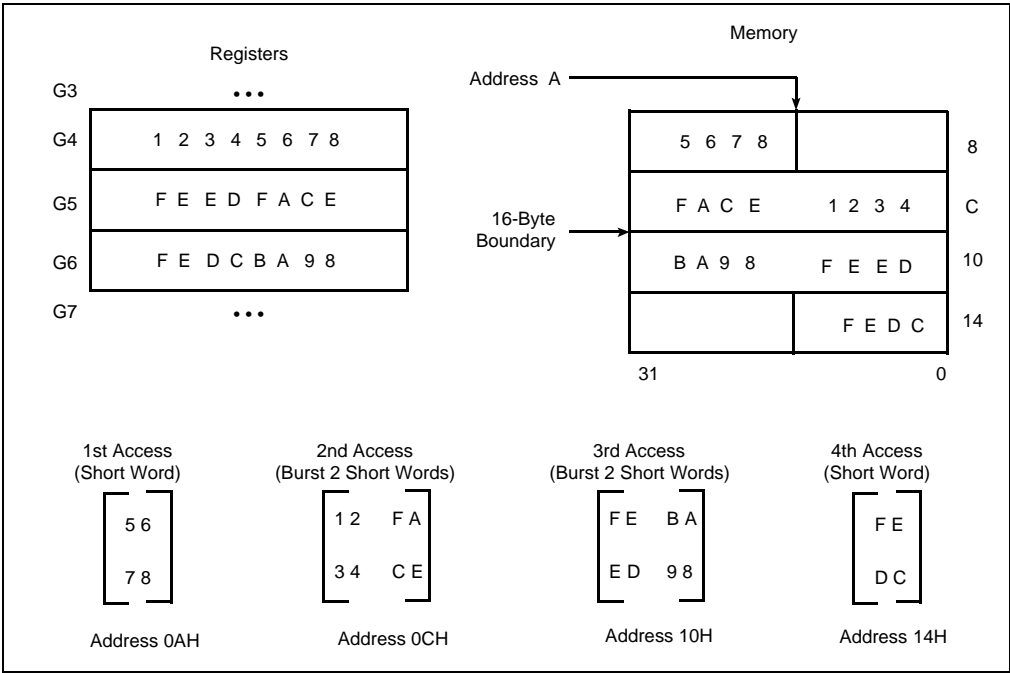 Registers
Memory
Address A
G3 •••
G4 1 2 3 4 5 6 7 8
G5 F E E D F A C E
G6 F E D C B A 9 8
G7 •••
5 6 7 8
8
F A C E 1 2 3 4
C
16-Byte
Boundary
B A 9 8 F E E D
10
F E D C
14
31 0
1st Access
(Short Word)
5 6
7 8
Address 0AH
2nd Access
(Burst 2 Short Words)
1 2 F A
3 4 C E
Address 0CH
3rd Access
(Burst 2 Short Words)
F E B A
E D 9 8
Address 10H
4th Access
(Short Word)
F E
D C
Address 14H